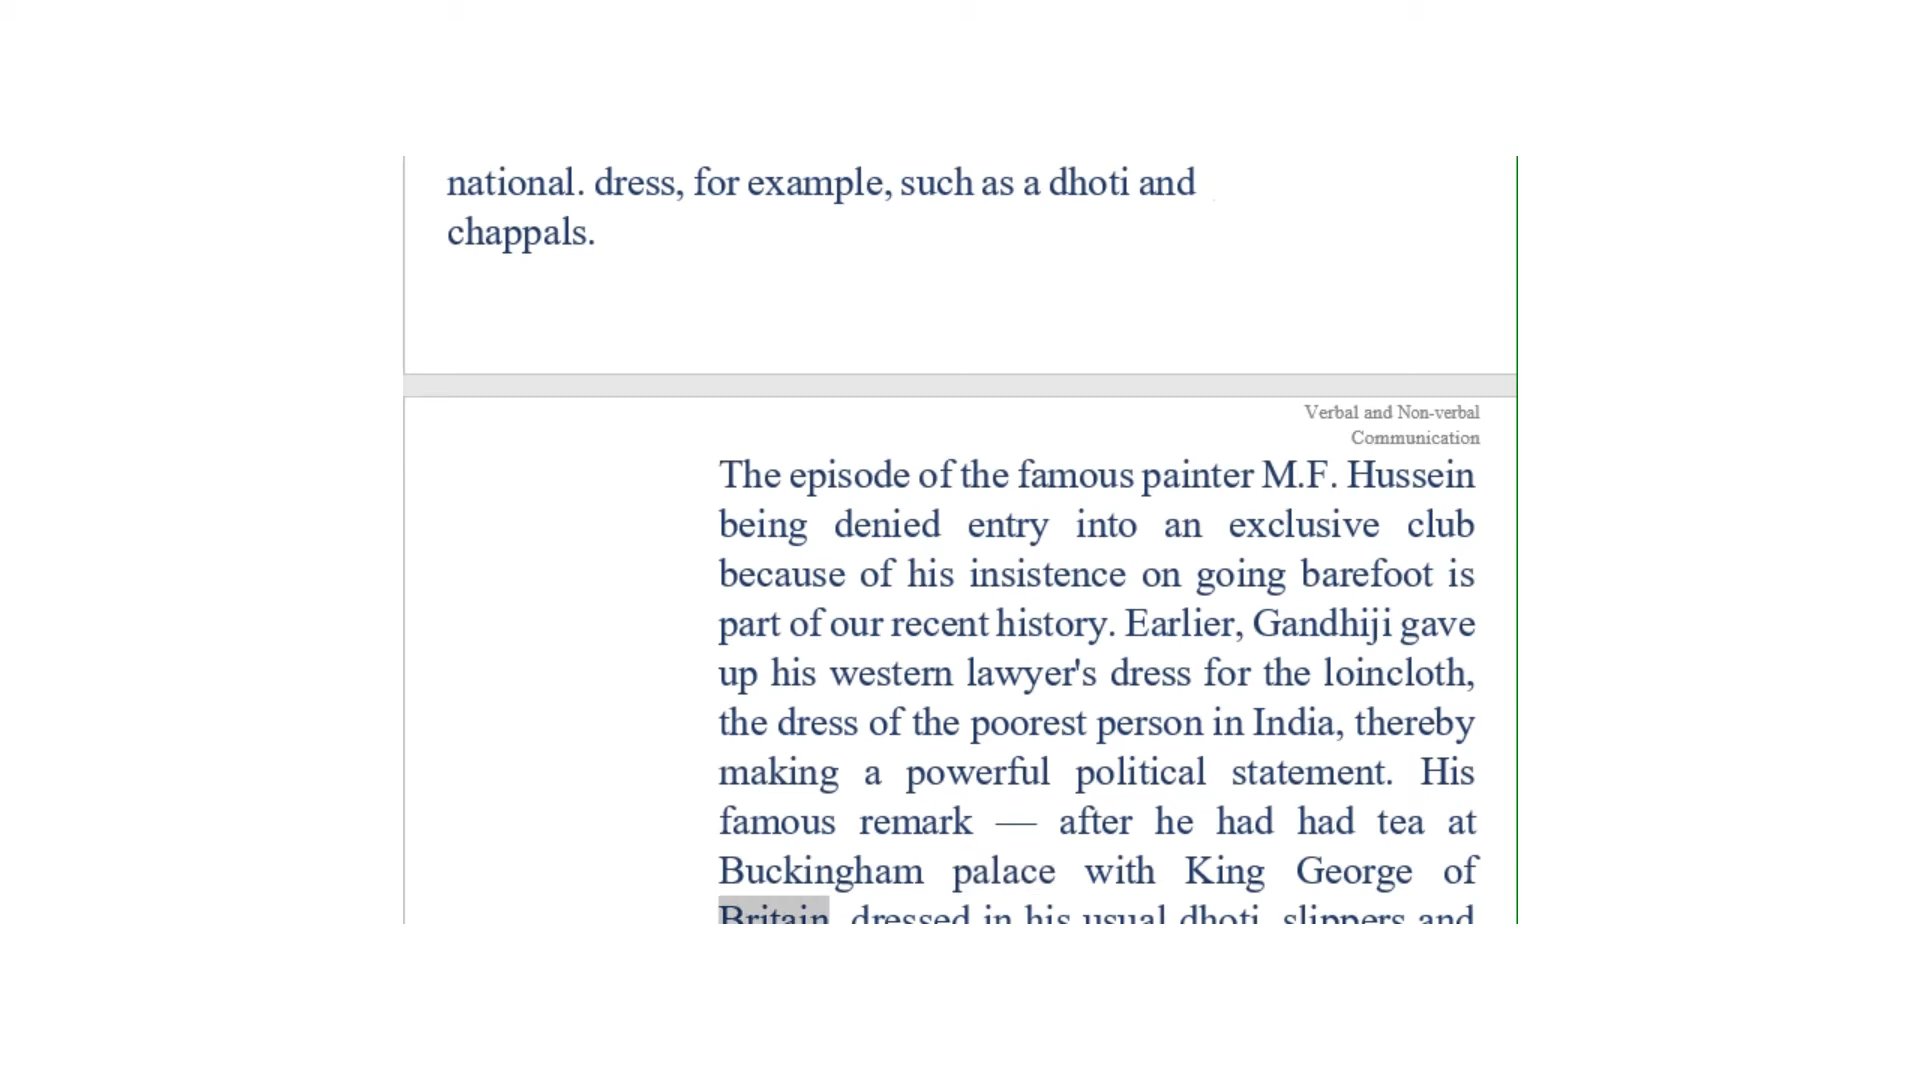 national. dress, for example, such as a dhoti and
chappals.
Verbal and Non-verbal
Communication
The episode of the famous painter M.F. Hussein
being denied entry into an exclusive club
because of his insistence on going barefoot is
part of our recent history. Earlier, Gandhiji gave
up his western lawyer's dress for the loincloth,
the dress of the poorest person in India, thereby
making a powerful political statement. His
famous remark — after he had had tea at
Buckingham palace with King George of
Britain, dressed in his usual dhoti, slippers and